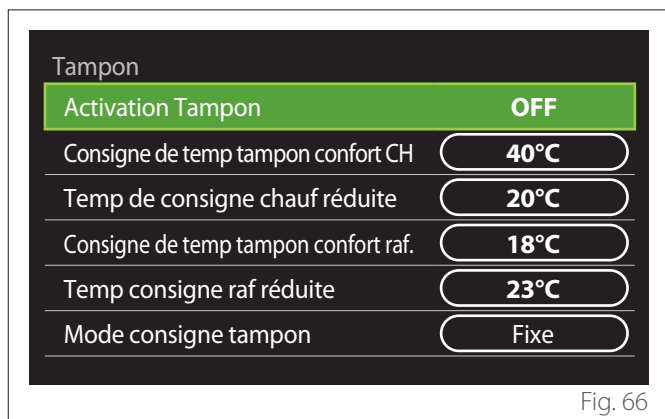 Tampon
Activation Tampon OFF
Consigne de temp tampon confort CH 40°C
Temp de consigne chauf réduite 20°C
Consigne de temp tampon confort raf. 18°C
Temp consigne raf réduite 23°C
Mode consigne tampon Fixe
Fig. 66